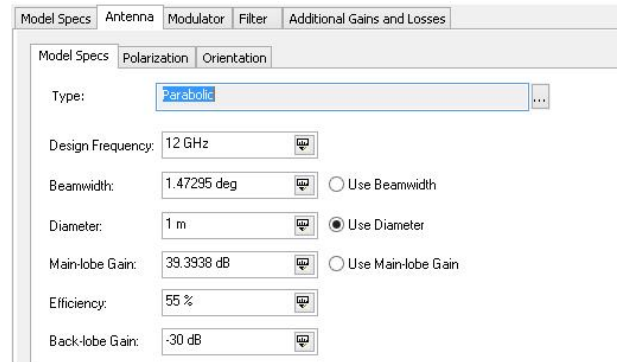 Model Specs Antenna Modulator Filter Additional Gains and Losses
Model Specs Polarization Orientation
Type: Parabolic ...
Design Frequency: 12 GHz
Beamwidth: 1.47295 deg Use Beamwidth
Diameter: 1 m Use Diameter
Main-lobe Gain: 39.3938 dB Use Main-lobe Gain
Efficiency: 55 %
Back-lobe Gain: -30 dB